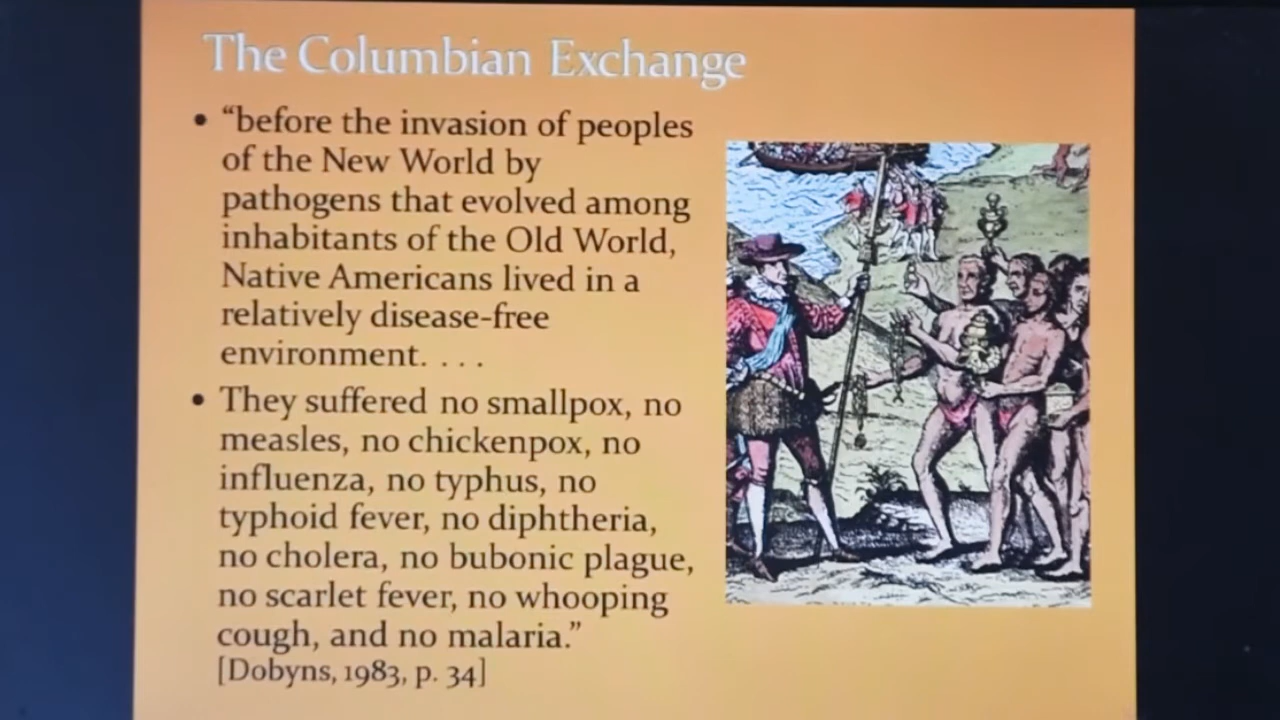 The Columbian Exchange
• “before the invasion of peoples
of the New World by
pathogens that evolved among
inhabitants of the Old World,
Native Americans lived in a
relatively disease-free
environment. . . .
• They suffered no smallpox, no
measles, no chickenpox, no
influenza, no typhus, no
typhoid fever, no diphtheria,
no cholera, no bubonic plague,
no scarlet fever, no whooping
cough, and no malaria.”
[Dobyns, 1983, p. 34]